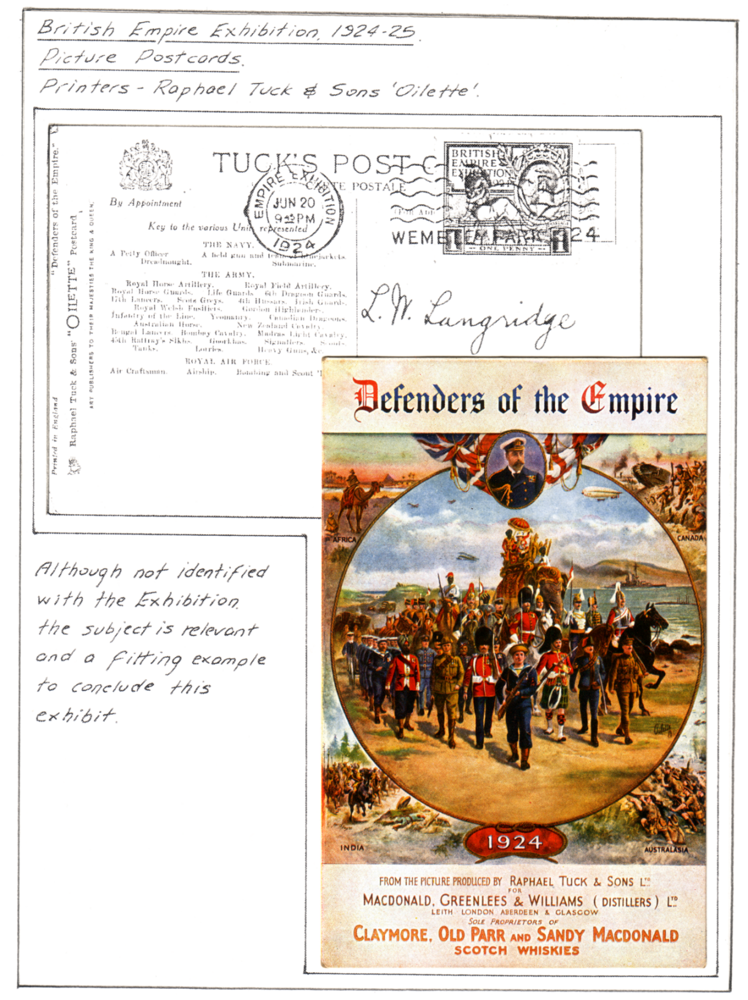 British Empire Exhibition, 1924-25.
Picture Postcards.
Printers - Raphael Tuck & Sons 'Oilette'.
"Defenders of the Empire."
Printed in England
Raphael Tuck & Sons' "OILETTE" Postcard
ART PUBLISHERS TO THEIR MAJESTIES THE KING & QUEEN.
By Appointment
TUCK'S POST C
CARTE POSTALE
EMPIRE EXHIBITION
JUN 20
PM
1924
BRITISH
EMPIRE
EXHIBITION
1924
ONE PENNY
WEMBLEY PARK 1924
Key to the various Units represented
THE NAVY.
A Petty Officer A field gun and team of bluejackets.
Dreadnought. Submarine.
THE ARMY.
Royal Horse Artillery. Royal Field Artillery.
Royal Horse Guards. Life Guards 6th Dragoon Guards.
17th Lancers. Scots Greys. 4th Hussars. Irish Guards.
Royal Welsh Fusiliers. Gordon Highlanders.
Infantry of the Line. Yeomanry. Canadian Dragoons.
Australian Horse. New Zealand Cavalry.
Bengal Lancers. Bombay Cavalry. Madras Light Cavalry.
45th Rattray's Sikhs. Goorkhas. Signallers. Scouts.
Tanks. Lorries. Heavy Guns, &c.
ROYAL AIR FORCE.
Air Craftsman. Airship. Bombing and Scout
L.W. Langridge
Defenders of the Empire
AFRICA
CANADA
Oilette
INDIA
AUSTRALASIA
1924
FROM THE PICTURE PRODUCED BY RAPHAEL TUCK & SONS LTD.
FOR
MACDONALD, GREENLEES & WILLIAMS (DISTILLERS) LTD.
LEITH LONDON ABERDEEN & GLASGOW
SOLE PROPRIETORS OF
CLAYMORE, OLD PARR AND SANDY MACDONALD
SCOTCH WHISKIES
Although not identified
with the Exhibition,
the subject is relevant
and a fitting example
to conclude this
exhibit.